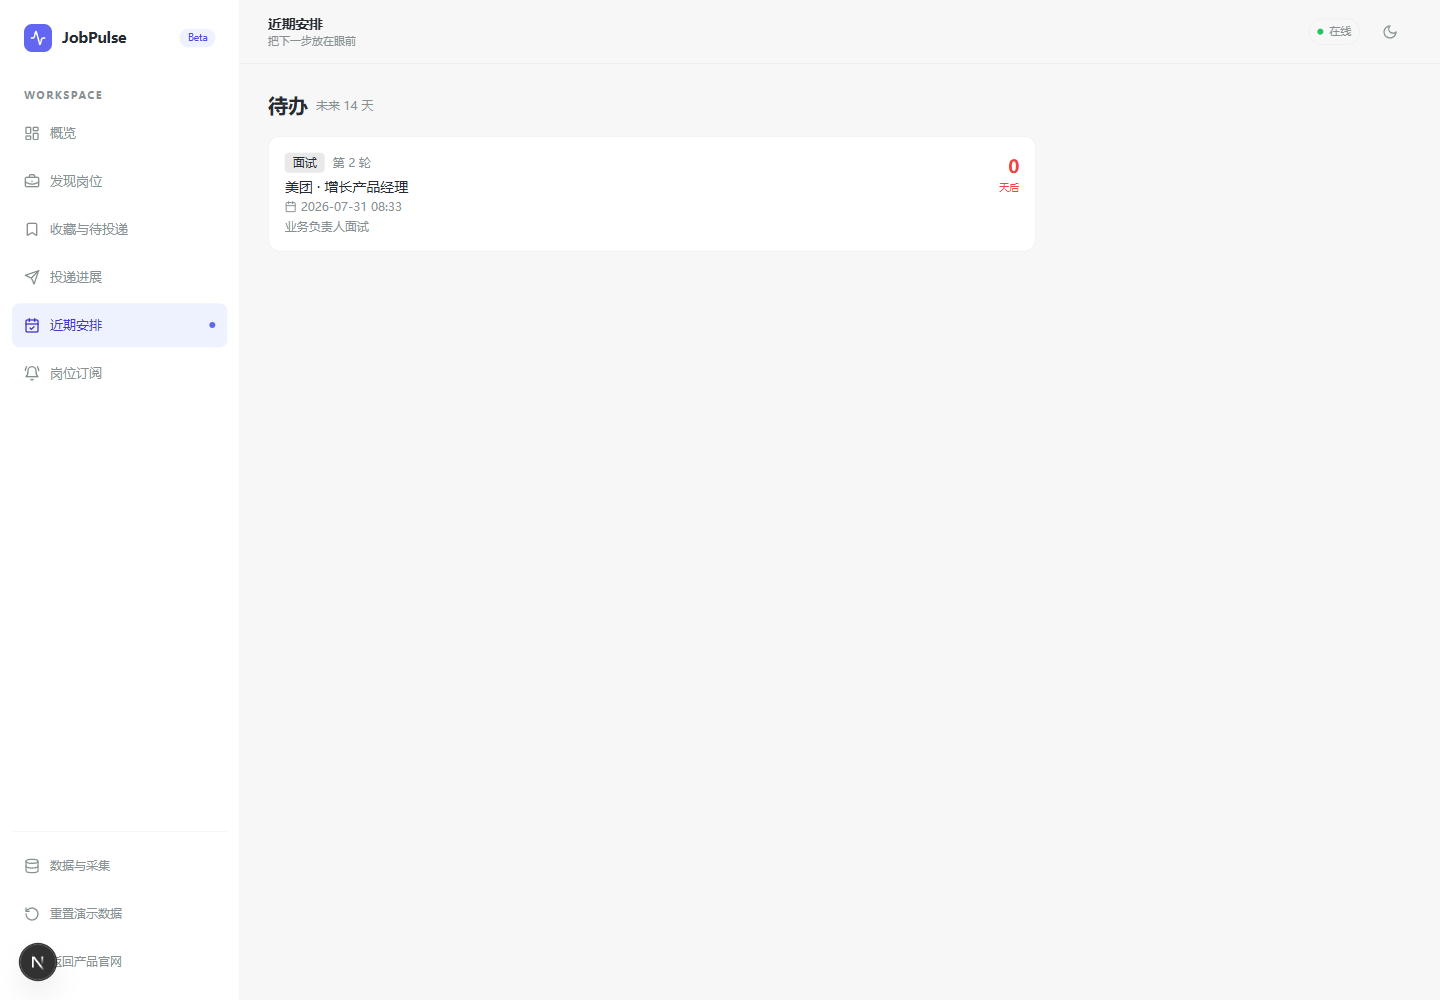 JobPulse
Beta
WORKSPACE
概览
发现岗位
收藏与待投递
投递进展
近期安排
岗位订阅
数据与采集
重置演示数据
返回产品官网
近期安排
把下一步放在眼前
在线
待办 未来 14 天
面试 第 2 轮
美团 · 增长产品经理
2026-07-31 08:33
业务负责人面试
0
天后